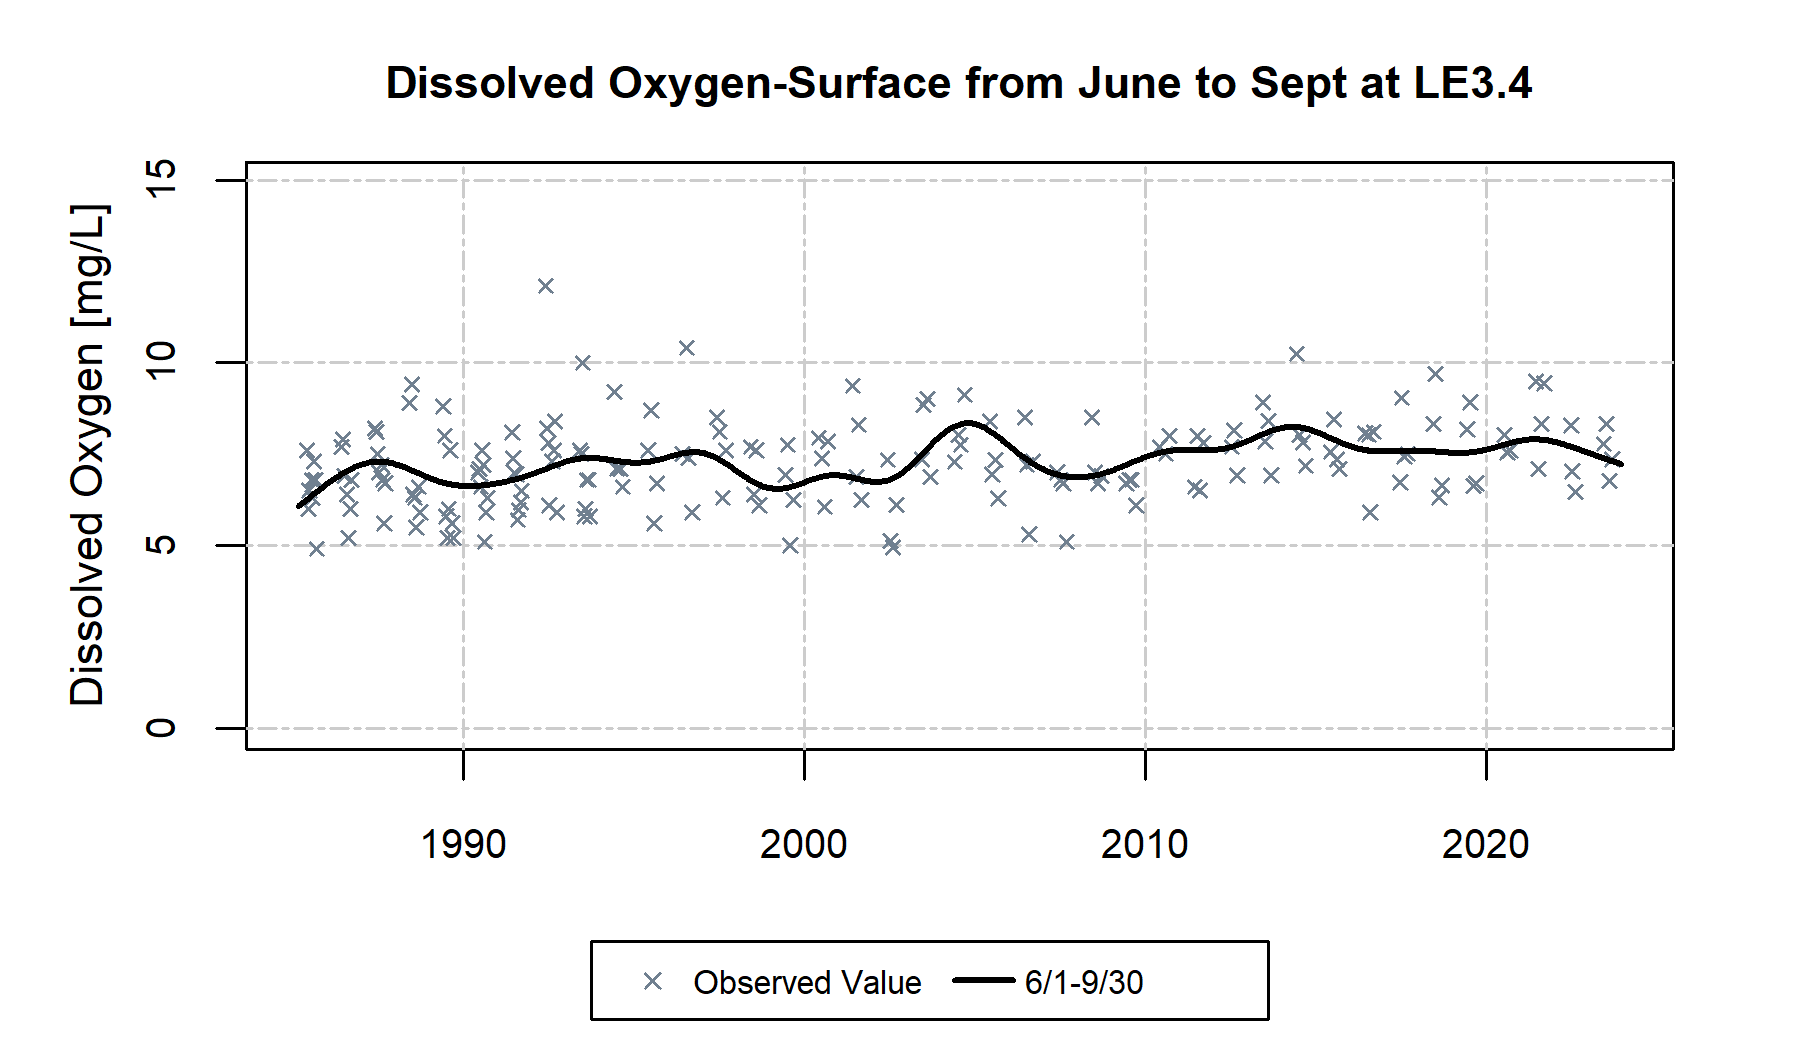 Dissolved Oxygen-Surface from June to Sept at LE3.4
Dissolved Oxygen [mg/L]
15
10
5
0
1990 2000 2010 2020
Observed Value 6/1-9/30